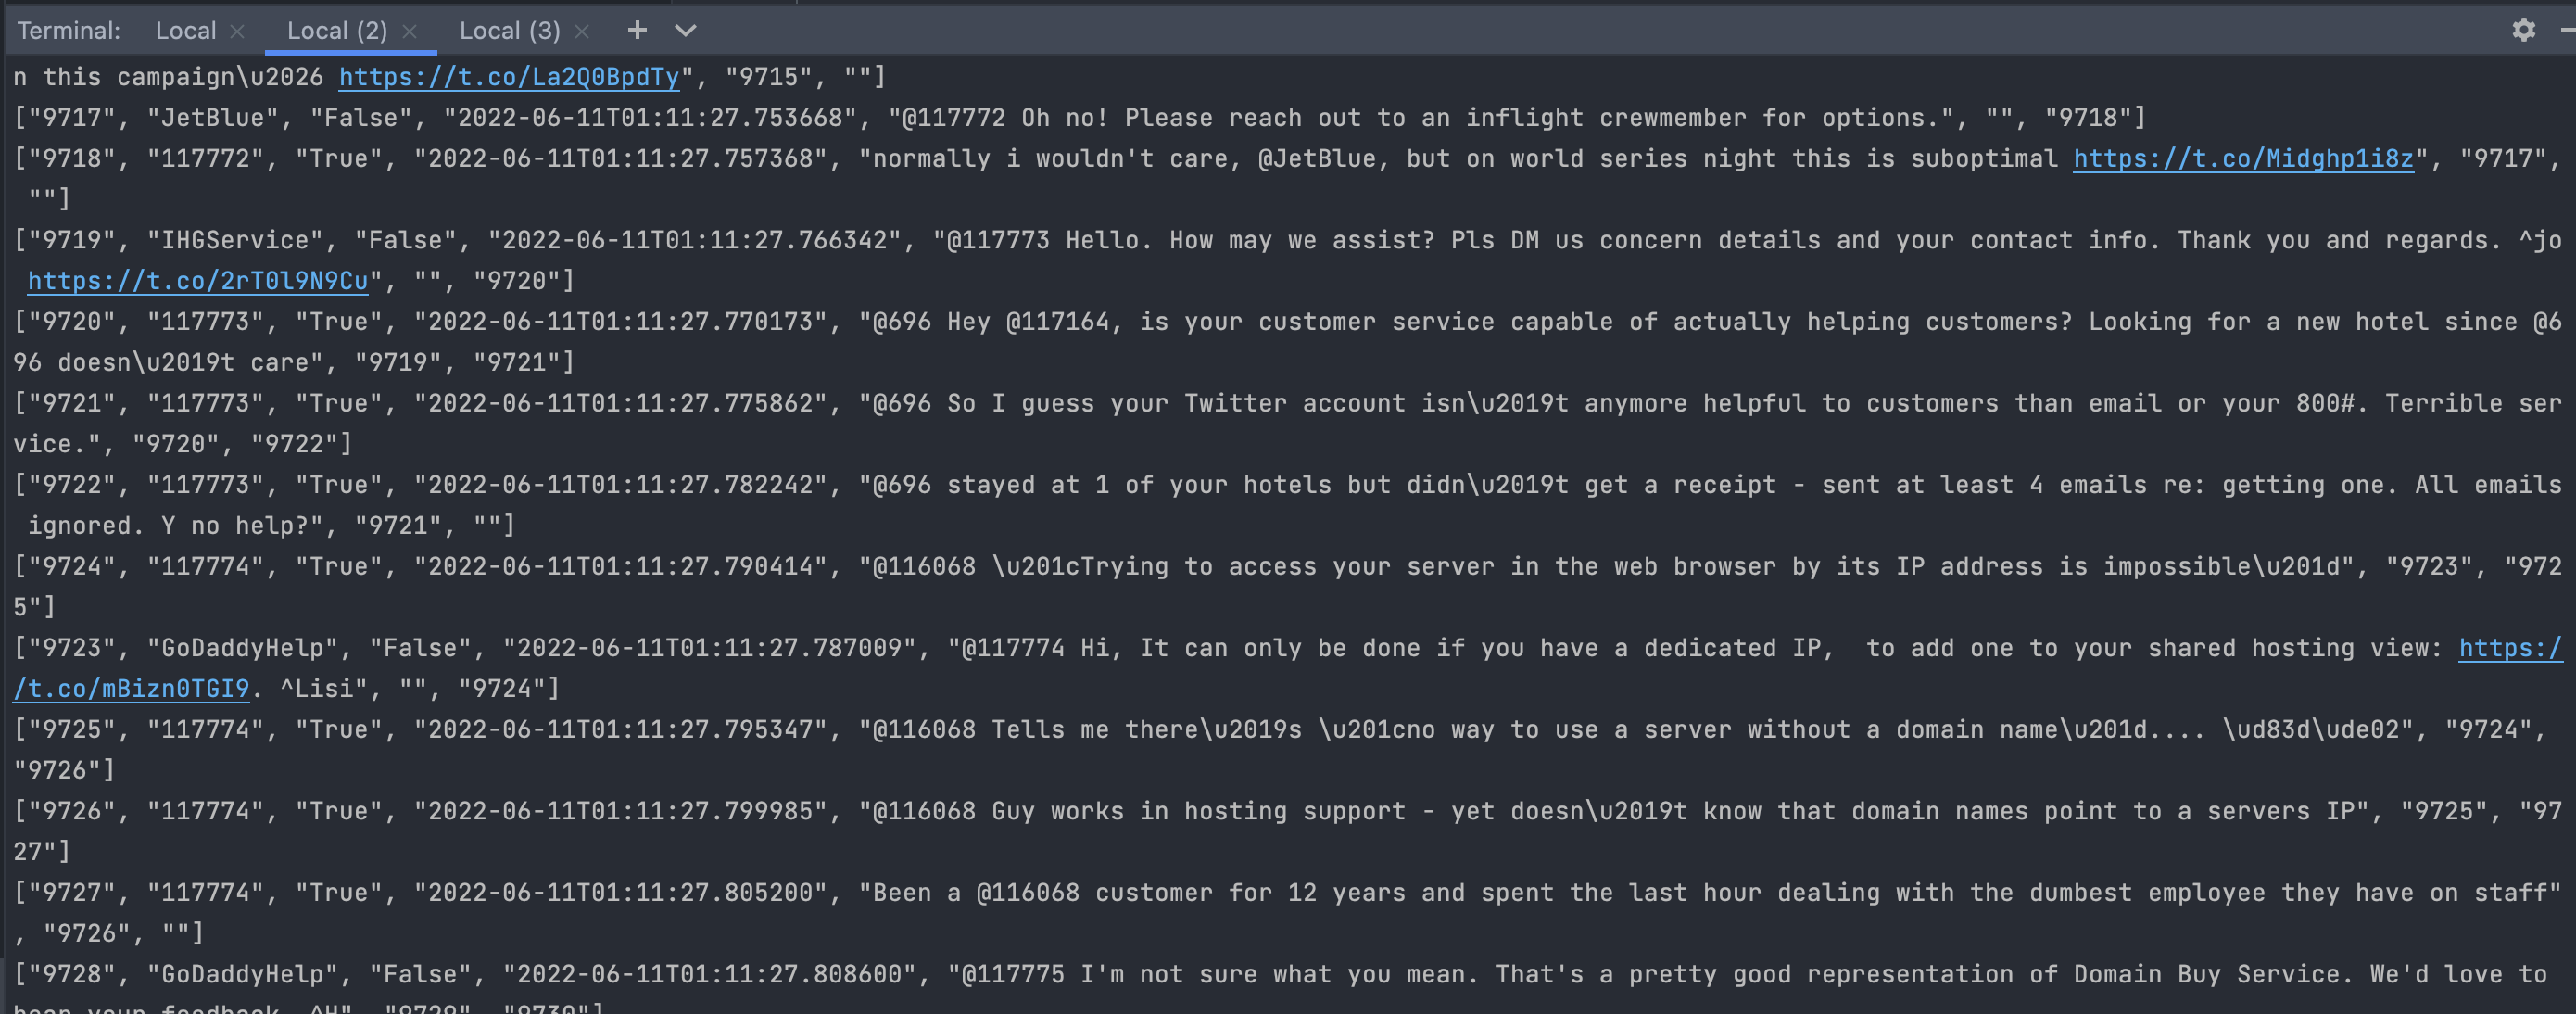 Terminal: Local × Local (2) × Local (3) × +
n this campaign\u2026 https://t.co/La2Q0BpdTy", "9715", ""]
["9717", "JetBlue", "False", "2022-06-11T01:11:27.753668", "@117772 Oh no! Please reach out to an inflight crewmember for options.", "", "9718"]
["9718", "117772", "True", "2022-06-11T01:11:27.757368", "normally i wouldn't care, @JetBlue, but on world series night this is suboptimal https://t.co/Midghp1i8z", "9717",
""]
["9719", "IHGService", "False", "2022-06-11T01:11:27.766342", "@117773 Hello. How may we assist? Pls DM us concern details and your contact info. Thank you and regards. ^jo
https://t.co/2rT0l9N9Cu", "", "9720"]
["9720", "117773", "True", "2022-06-11T01:11:27.770173", "@696 Hey @117164, is your customer service capable of actually helping customers? Looking for a new hotel since @6
96 doesn\u2019t care", "9719", "9721"]
["9721", "117773", "True", "2022-06-11T01:11:27.775862", "@696 So I guess your Twitter account isn\u2019t anymore helpful to customers than email or your 800#. Terrible ser
vice.", "9720", "9722"]
["9722", "117773", "True", "2022-06-11T01:11:27.782242", "@696 stayed at 1 of your hotels but didn\u2019t get a receipt - sent at least 4 emails re: getting one. All emails
ignored. Y no help?", "9721", ""]
["9724", "117774", "True", "2022-06-11T01:11:27.790414", "@116068 \u201cTrying to access your server in the web browser by its IP address is impossible\u201d", "9723", "972
5"]
["9723", "GoDaddyHelp", "False", "2022-06-11T01:11:27.787009", "@117774 Hi, It can only be done if you have a dedicated IP,  to add one to your shared hosting view: https:/
/t.co/mBizn0TGI9. ^Lisi", "", "9724"]
["9725", "117774", "True", "2022-06-11T01:11:27.795347", "@116068 Tells me there\u2019s \u201cno way to use a server without a domain name\u201d.... \ud83d\ude02", "9724",
"9726"]
["9726", "117774", "True", "2022-06-11T01:11:27.799985", "@116068 Guy works in hosting support - yet doesn\u2019t know that domain names point to a servers IP", "9725", "97
27"]
["9727", "117774", "True", "2022-06-11T01:11:27.805200", "Been a @116068 customer for 12 years and spent the last hour dealing with the dumbest employee they have on staff"
, "9726", ""]
["9728", "GoDaddyHelp", "False", "2022-06-11T01:11:27.808600", "@117775 I'm not sure what you mean. That's a pretty good representation of Domain Buy Service. We'd love to
hear your feedback. ^H", "9729", "9730"]